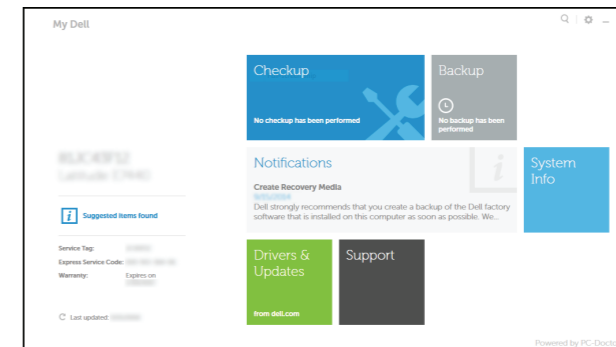 My Dell
Checkup
No checkup has been performed
Backup
No backup has been
performed
Notifications
Create Recovery Media
Dell strongly recommends that you create a backup of the Dell factory
software that is installed on this computer as soon as possible. We...
System
Info
Suggested items found
Service Tag:
Express Service Code:
Warranty: Expires on
Last updated:
Drivers &
Updates
from dell.com
Support
Powered by